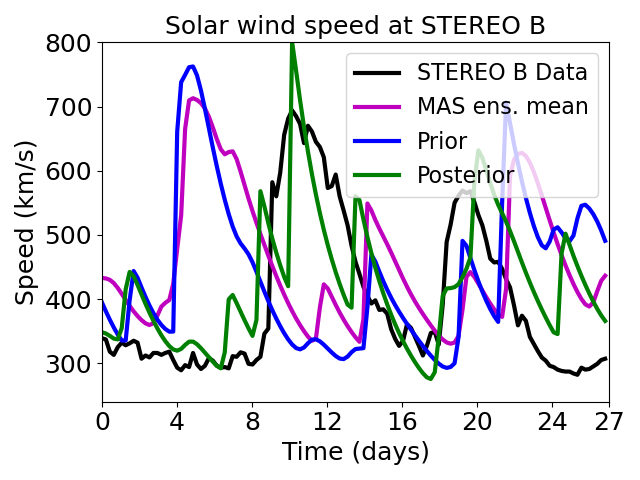 Solar wind speed at STEREO B
800
700
600
500
400
300
Speed (km/s)
STEREO B Data
MAS ens. mean
Prior
Posterior
0 4 8 12 16 20 24 27
Time (days)